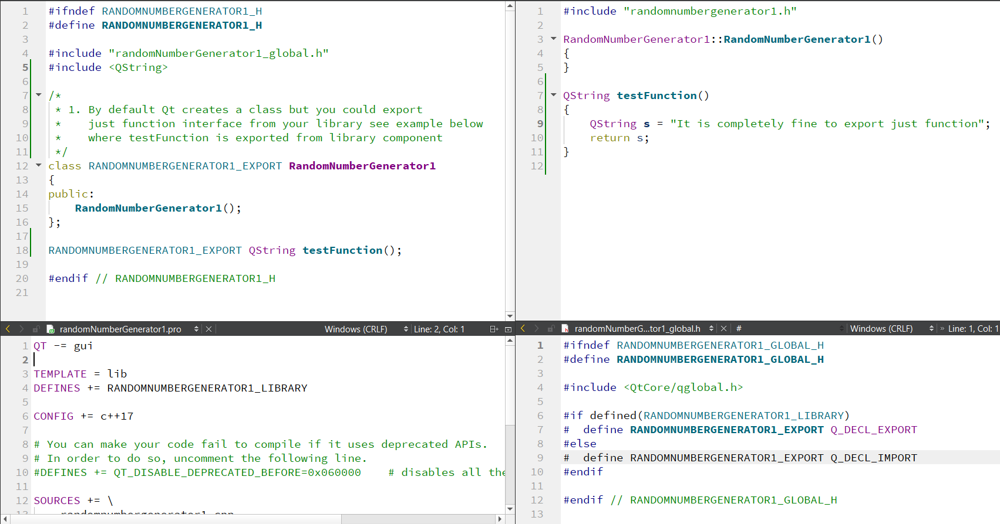 1 #ifndef RANDOMNUMBERGENERATOR1_H
2 #define RANDOMNUMBERGENERATOR1_H
3
4 #include "randomNumberGenerator1_global.h"
5 #include <QString>
6
7 /*
8 * 1. By default Qt creates a class but you could export
9 * just function interface from your library see example below
10 * where testFunction is exported from library component
11 */
12 class RANDOMNUMBERGENERATOR1_EXPORT RandomNumberGenerator1
13 {
14 public:
15 RandomNumberGenerator1();
16 };
17
18 RANDOMNUMBERGENERATOR1_EXPORT QString testFunction();
19
20 #endif // RANDOMNUMBERGENERATOR1_H
21
1 #include "randomnumbergenerator1.h"
2
3 RandomNumberGenerator1::RandomNumberGenerator1()
4 {
5 }
6
7 QString testFunction()
8 {
9 QString s = "It is completely fine to export just function";
10 return s;
11 }
12
randomNumberGenerator1.pro Windows (CRLF) Line: 2, Col: 1
1 QT -= gui
2
3 TEMPLATE = lib
4 DEFINES += RANDOMNUMBERGENERATOR1_LIBRARY
5
6 CONFIG += c++17
7
8 # You can make your code fail to compile if it uses deprecated APIs.
9 # In order to do so, uncomment the following line.
10 #DEFINES += QT_DISABLE_DEPRECATED_BEFORE=0x060000 # disables all the
11
12 SOURCES += \
13 randomnumbergenerator1.cpp
randomNumberG...tor1_global.h # Windows (CRLF) » Line: 1, Col: 1
1 #ifndef RANDOMNUMBERGENERATOR1_GLOBAL_H
2 #define RANDOMNUMBERGENERATOR1_GLOBAL_H
3
4 #include <QtCore/qglobal.h>
5
6 #if defined(RANDOMNUMBERGENERATOR1_LIBRARY)
7 # define RANDOMNUMBERGENERATOR1_EXPORT Q_DECL_EXPORT
8 #else
9 # define RANDOMNUMBERGENERATOR1_EXPORT Q_DECL_IMPORT
10 #endif
11
12 #endif // RANDOMNUMBERGENERATOR1_GLOBAL_H
13